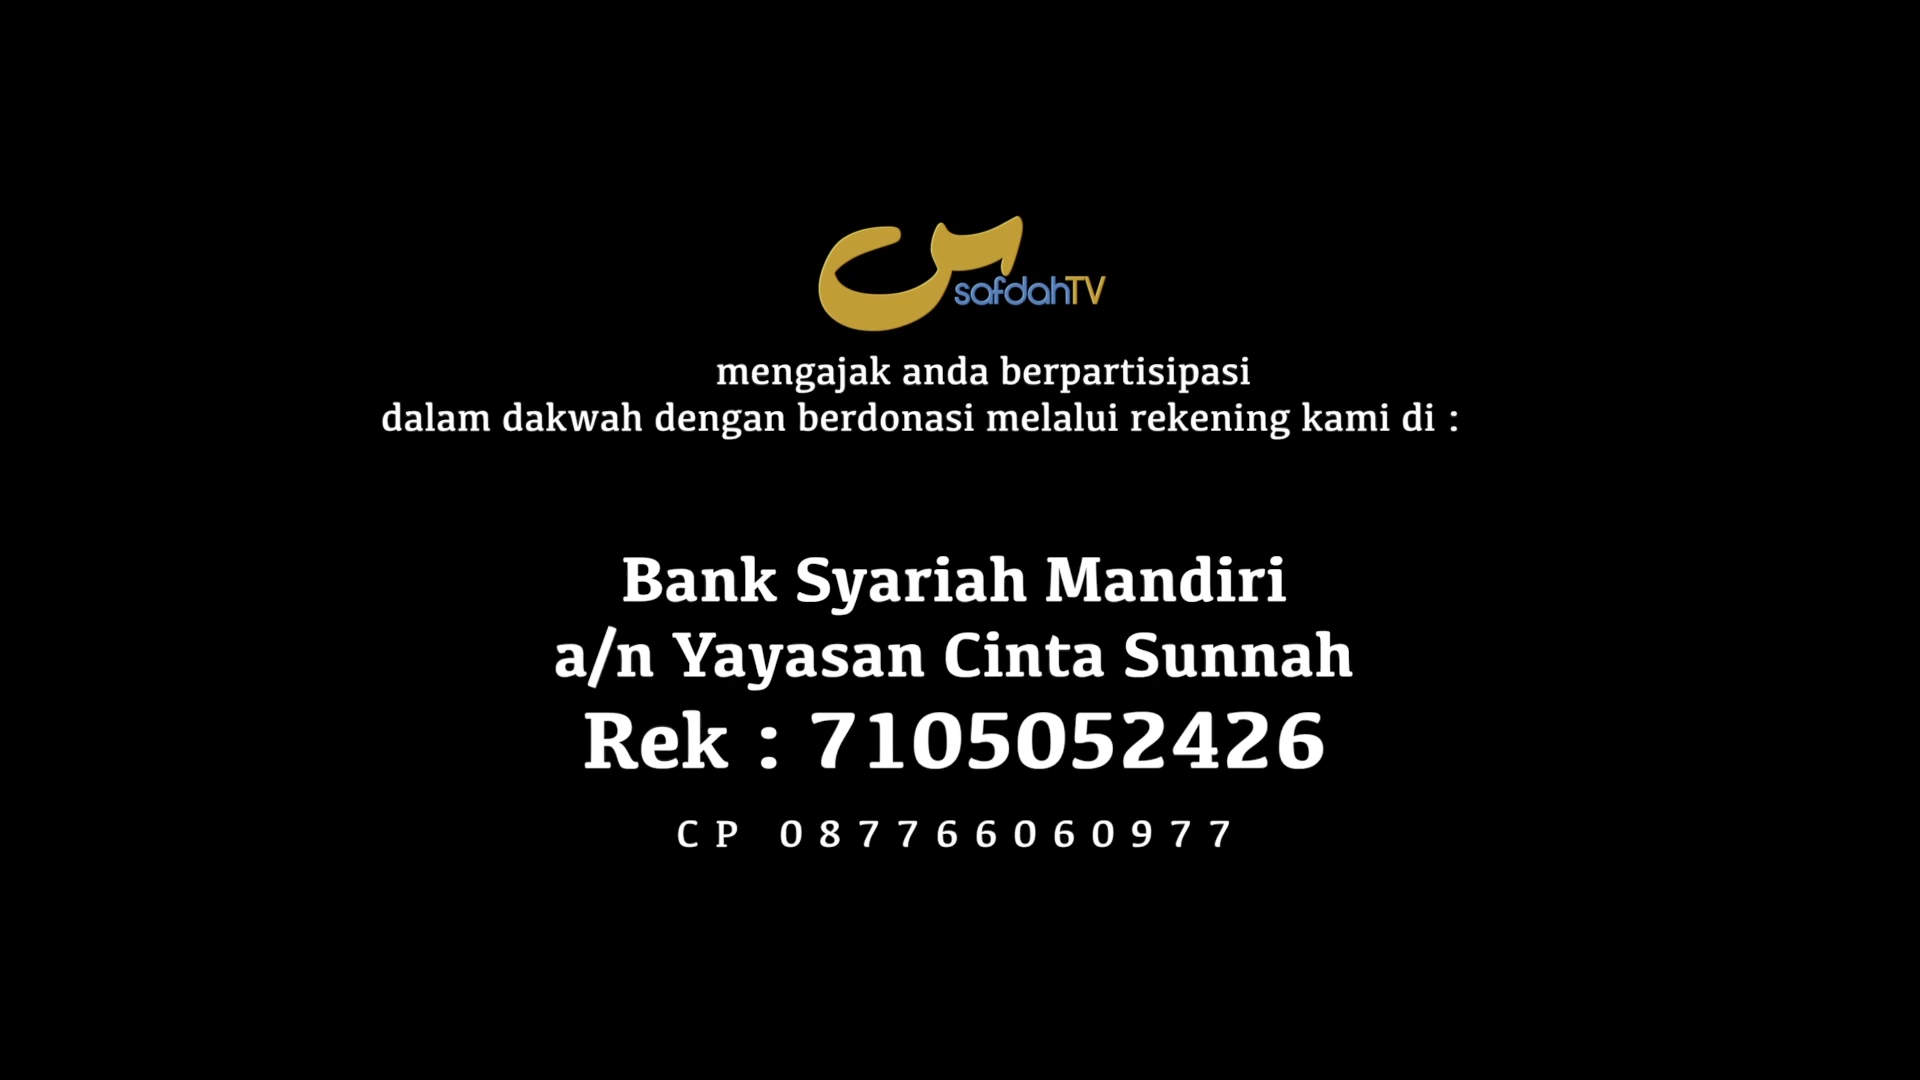 safdahTV
mengajak anda berpartisipasi
dalam dakwah dengan berdonasi melalui rekening kami di :
Bank Syariah Mandiri
a/n Yayasan Cinta Sunnah
Rek : 7105052426
CP 087766060977